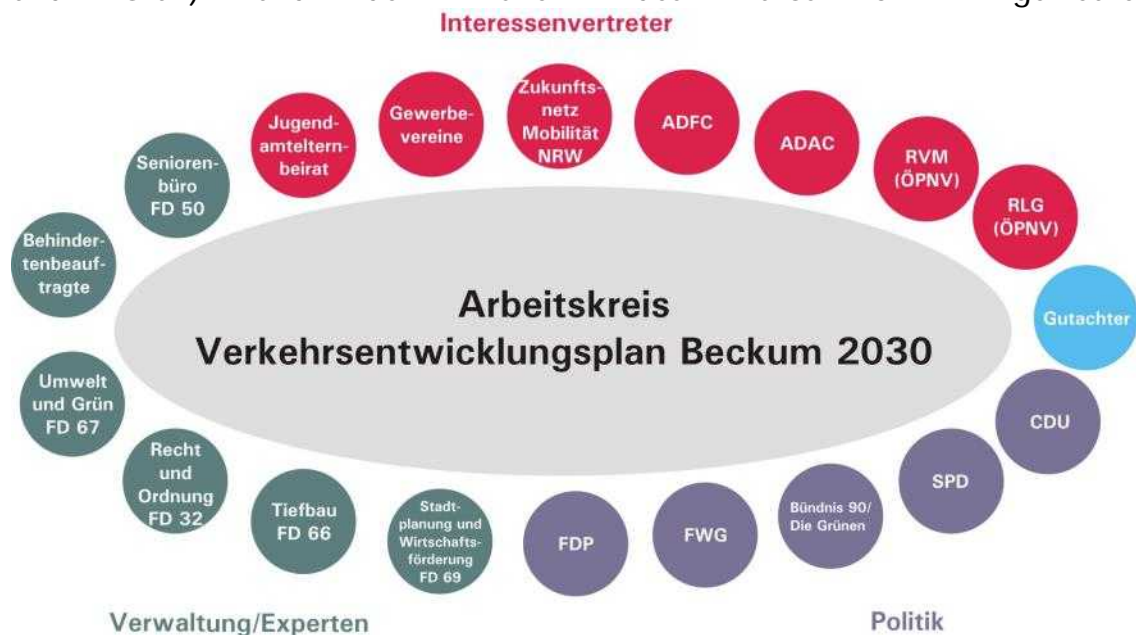 Interessenvertreter
Zukunfts-
netz
Mobilität
NRW
Gewerbe-
vereine
ADFC
Jugend-
amteltern-
beirat
ADAC
Senioren-
büro
FD 50
RVM
(ÖPNV)
RLG
(ÖPNV)
Behinder-
tenbeauf-
tragte
Arbeitskreis
Verkehrsentwicklungsplan Beckum 2030
Gutachter
Umwelt
und Grün
FD 67
CDU
Recht
und
Ordnung
FD 32
SPD
Tiefbau
FD 66
Stadt-
planung und
Wirtschafts-
förderung
FD 69
FDP
FWG
Bündnis 90/
Die Grünen
Verwaltung/Experten
Politik